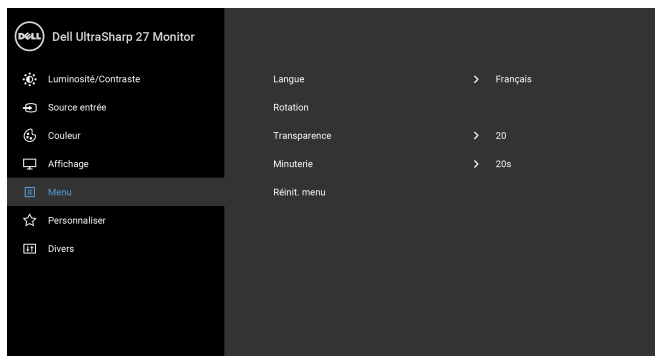 DELL Dell UltraSharp 27 Monitor
Luminosité/Contraste
Source entrée
Couleur
Affichage
Menu
Personnaliser
Divers
Langue > Français
Rotation
Transparence > 20
Minuterie > 20s
Réinit. menu